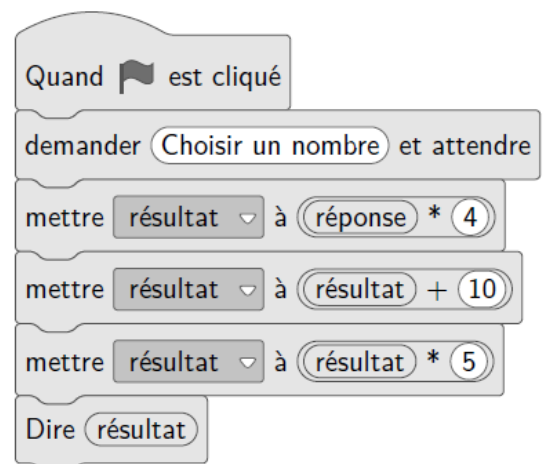 Quand est cliqué
demander Choisir un nombre et attendre
mettre résultat à réponse * 4
mettre résultat à résultat + 10
mettre résultat à résultat * 5
Dire résultat